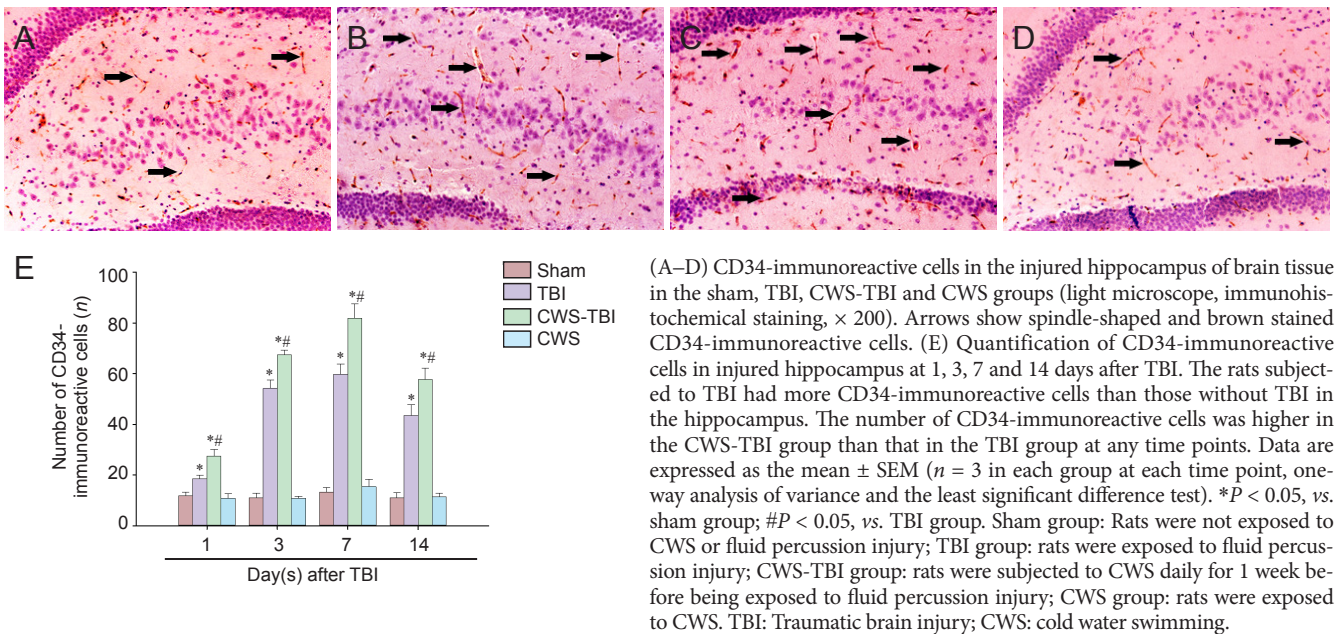 A
B
C
D
E
100
80
60
40
20
0
Number of CD34-
immunoreactive cells (n)
*
*#
*
*#
*
*#
*
*#
1
3
7
14
Day(s) after TBI
Sham
TBI
CWS-TBI
CWS
(A–D) CD34-immunoreactive cells in the injured hippocampus of brain tissue
in the sham, TBI, CWS-TBI and CWS groups (light microscope, immunohis-
tochemical staining, × 200). Arrows show spindle-shaped and brown stained
CD34-immunoreactive cells. (E) Quantification of CD34-immunoreactive
cells in injured hippocampus at 1, 3, 7 and 14 days after TBI. The rats subject-
ed to TBI had more CD34-immunoreactive cells than those without TBI in
the hippocampus. The number of CD34-immunoreactive cells was higher in
the CWS-TBI group than that in the TBI group at any time points. Data are
expressed as the mean ± SEM (n = 3 in each group at each time point, one-
way analysis of variance and the least significant difference test). *P < 0.05, vs.
sham group; #P < 0.05, vs. TBI group. Sham group: Rats were not exposed to
CWS or fluid percussion injury; TBI group: rats were exposed to fluid percus-
sion injury; CWS-TBI group: rats were subjected to CWS daily for 1 week be-
fore being exposed to fluid percussion injury; CWS group: rats were exposed
to CWS. TBI: Traumatic brain injury; CWS: cold water swimming.